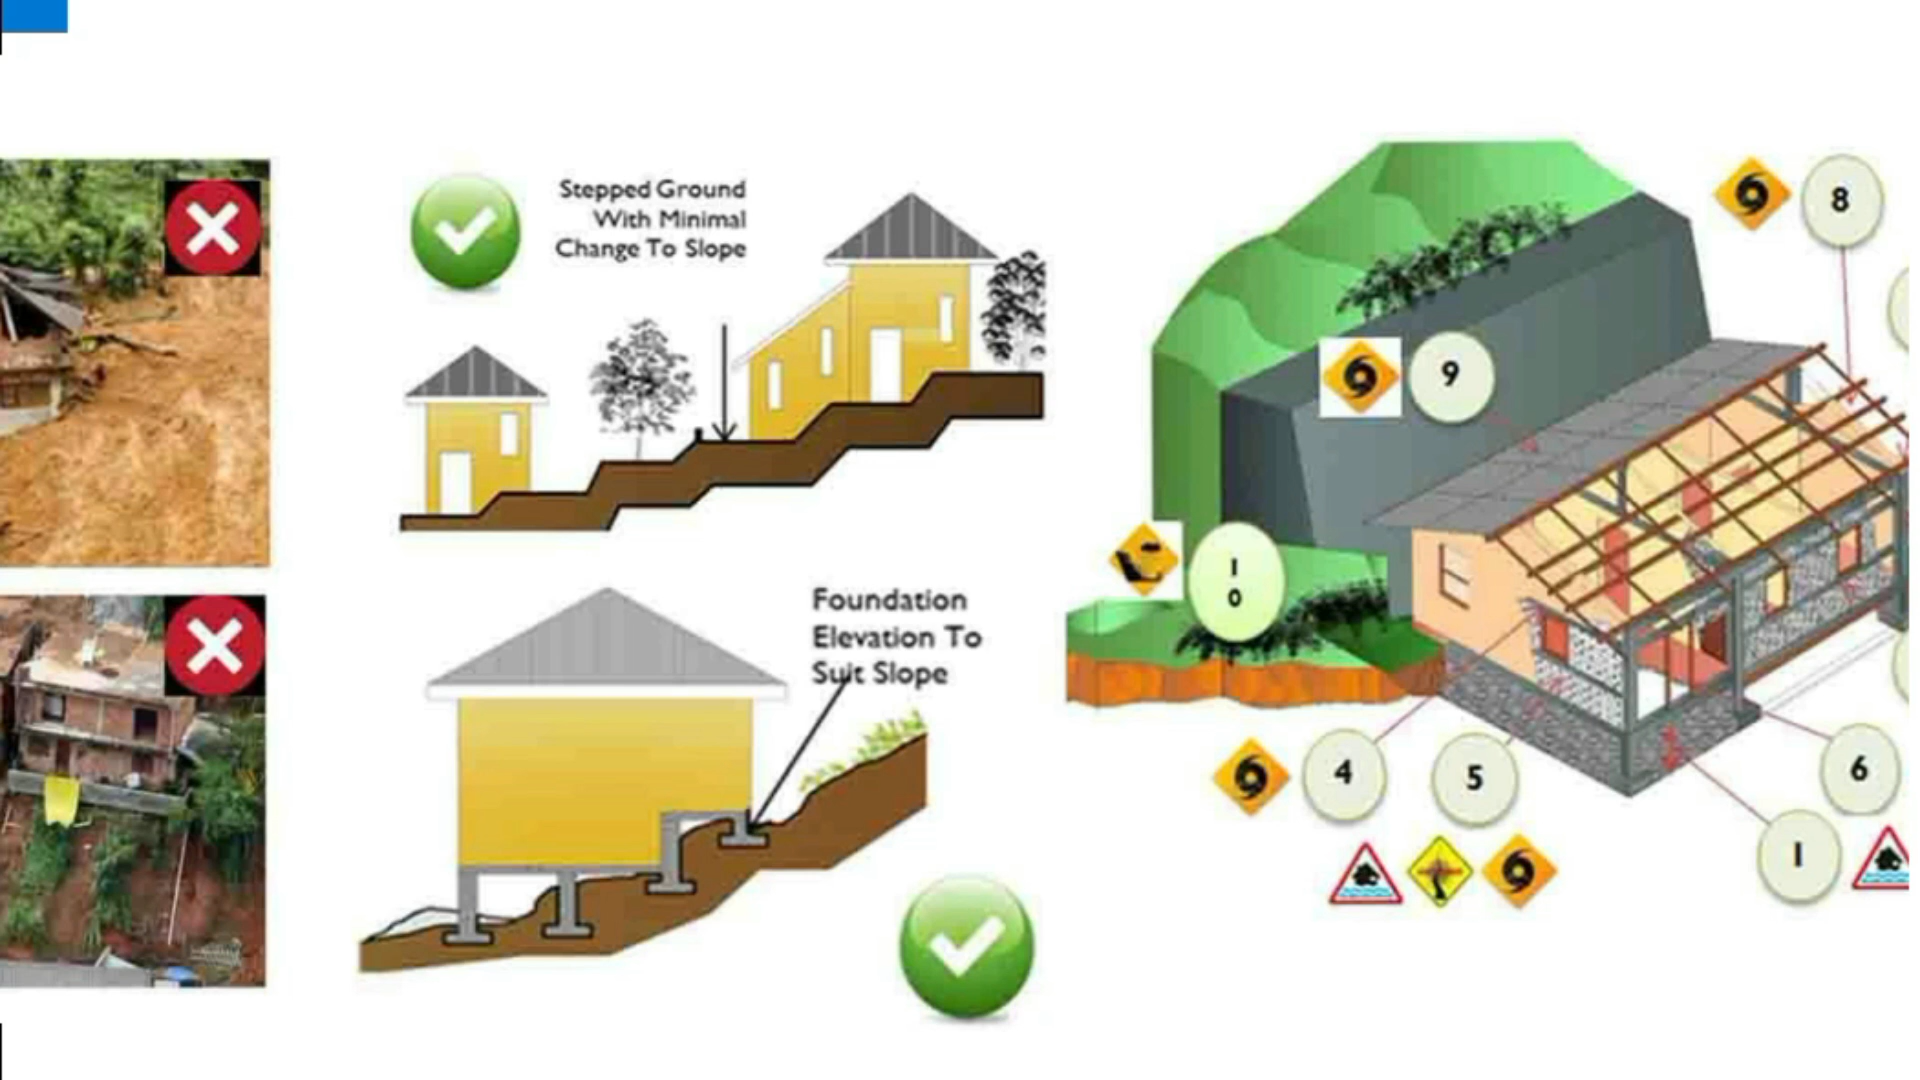 Stepped Ground
With Minimal
Change To Slope
Foundation
Elevation To
Suit Slope
8
9
1
0
4
5
6
1